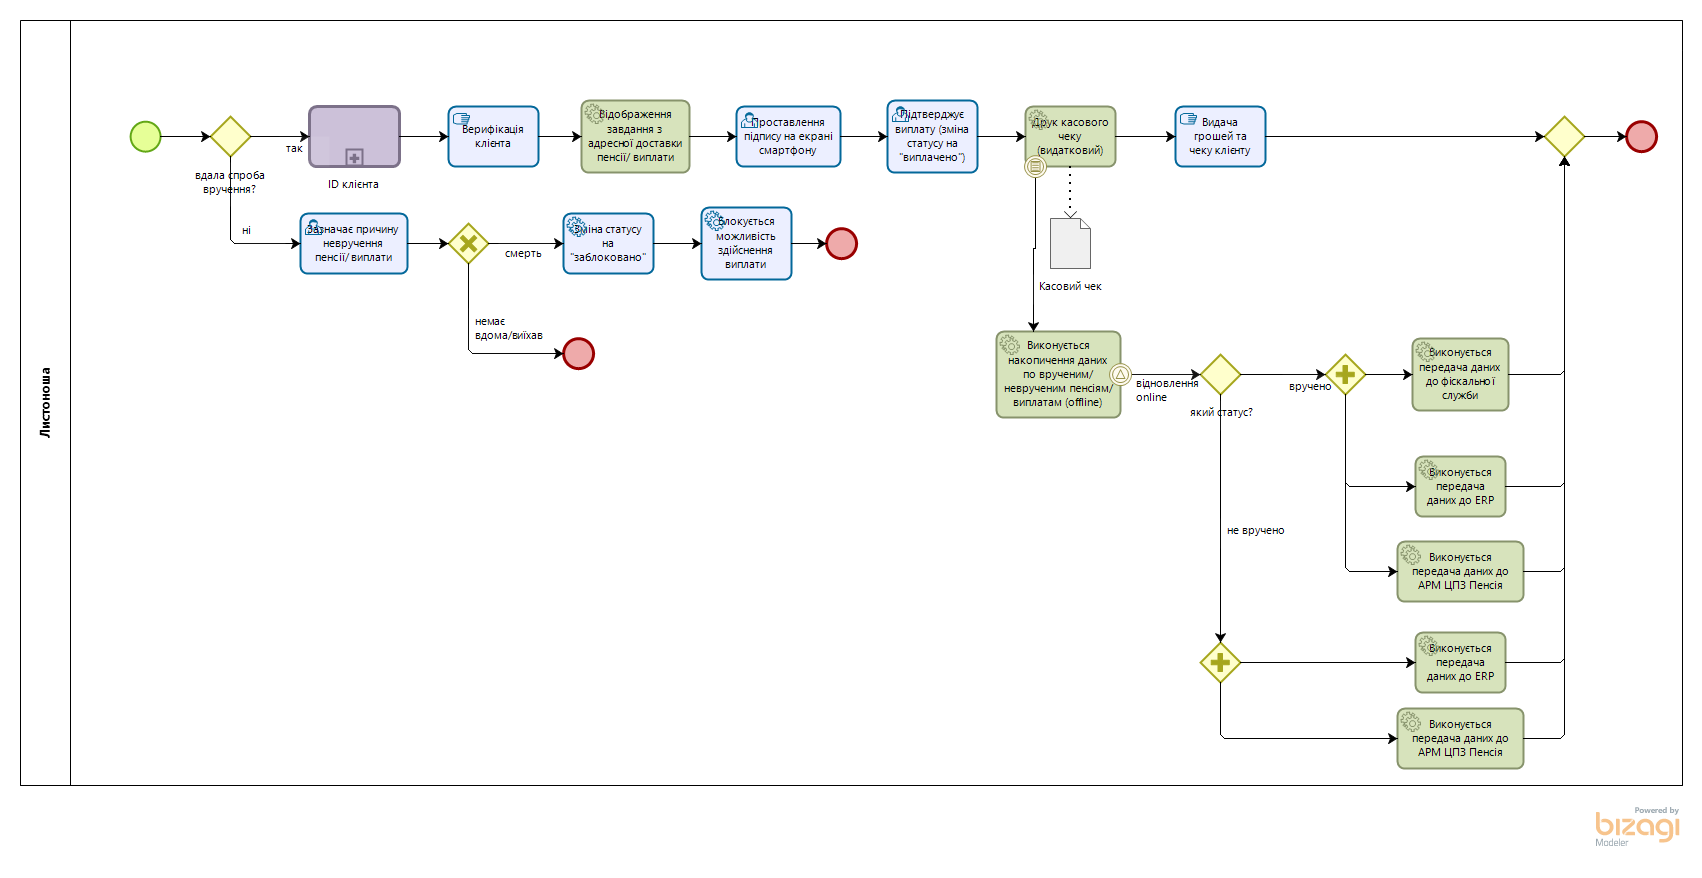 Листоноша
вдала спроба
вручення?
так
ні
ID клієнта
Верифікація
клієнта
Відображення
завдання з
адресної доставки
пенсії/ виплати
Проставлення
підпису на екрані
смартфону
Підтверджує
виплату (зміна
статусу на
"виплачено")
Друк касового
чеку
(видатковий)
Видача
грошей та
чеку клієнту
Зазначає причину
невручення
пенсії/ виплати
смерть
Зміна статусу
на
"заблоковано"
Блокується
можливість
здійснення
виплати
немає
вдома/виїхав
Касовий чек
Виконується
накопичення даних
по врученим/
неврученим пенсіям/
виплатам (offline)
відновлення
online
який статус?
вручено
Виконується
передача даних
до фіскальної
служби
Виконується
передача
даних до ERP
не вручено
Виконується
передача даних до
АРМ ЦПЗ Пенсія
Виконується
передача
даних до ERP
Виконується
передача даних до
АРМ ЦПЗ Пенсія
Powered by
bizagi
Modeler